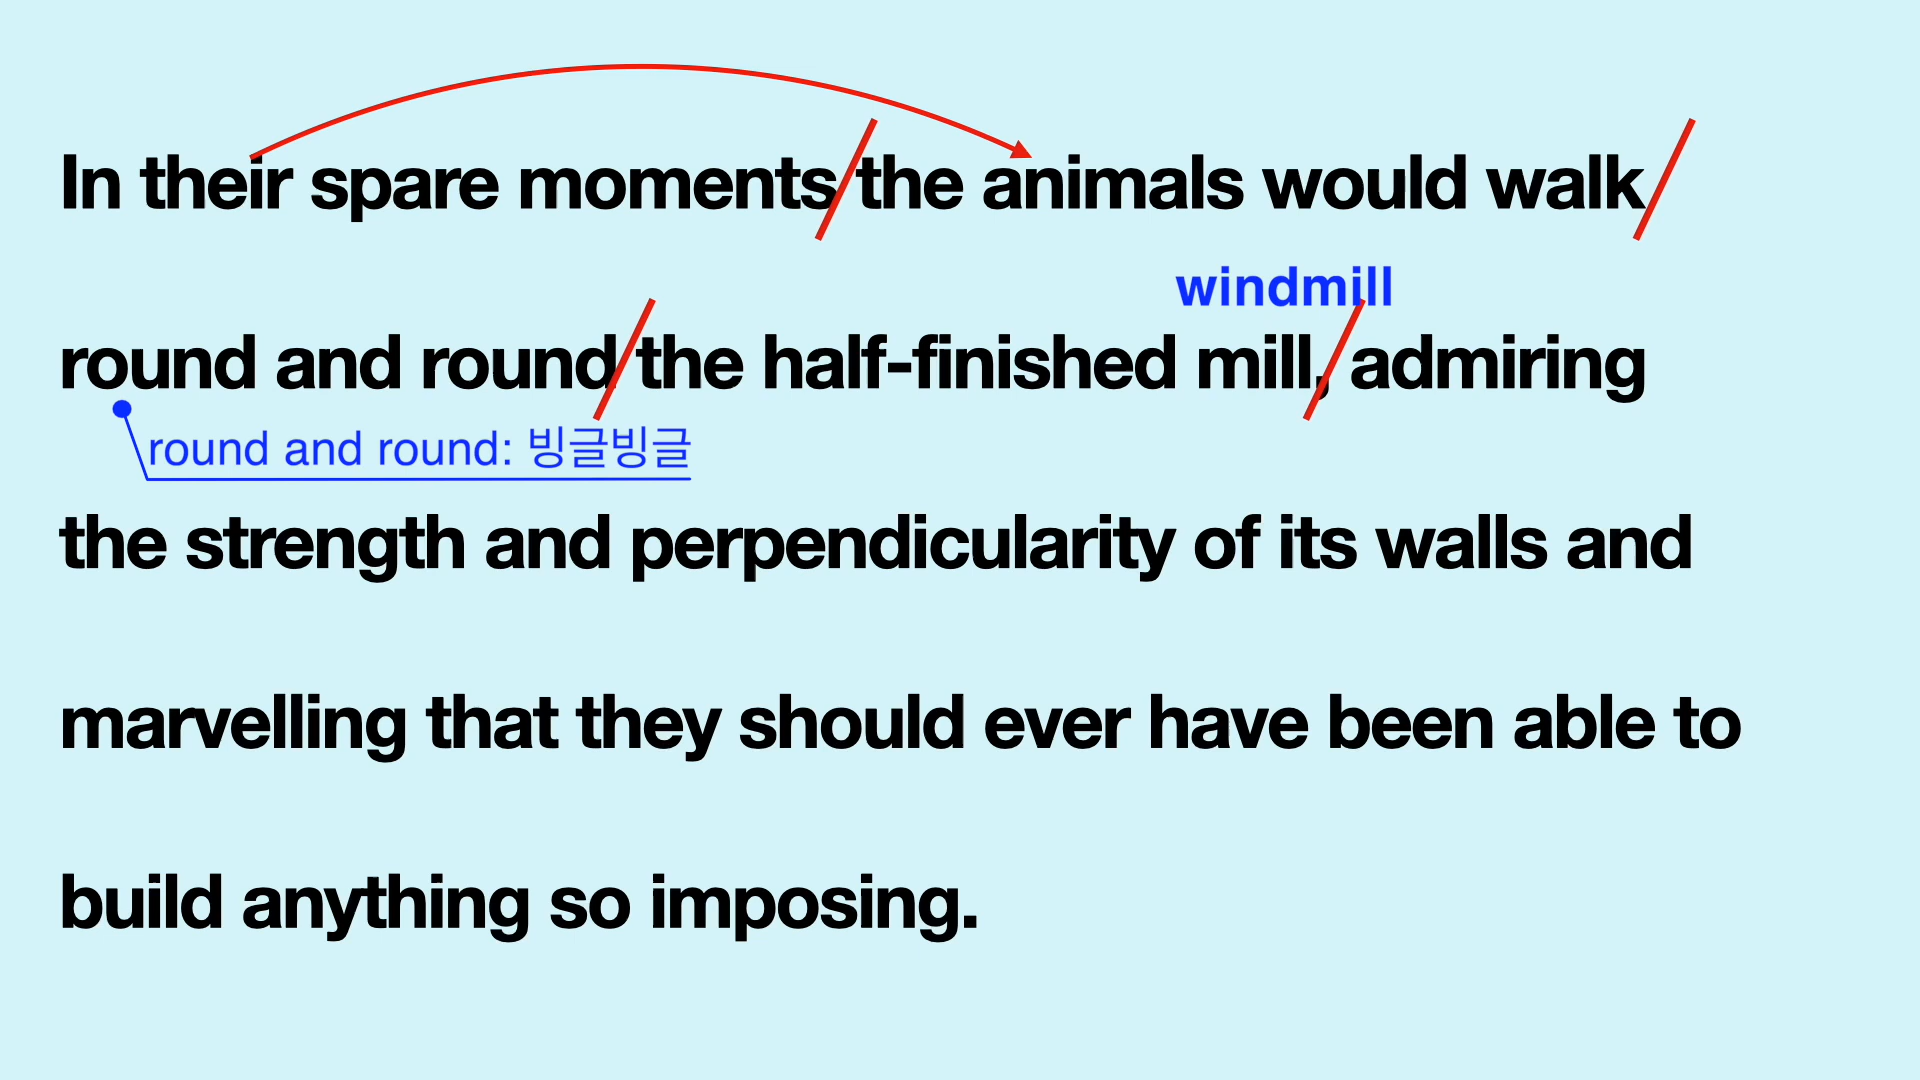 In their spare moments the animals would walk
windmill
round and round the half-finished mill, admiring
round and round: 빙글빙글
the strength and perpendicularity of its walls and
marvelling that they should ever have been able to
build anything so imposing.